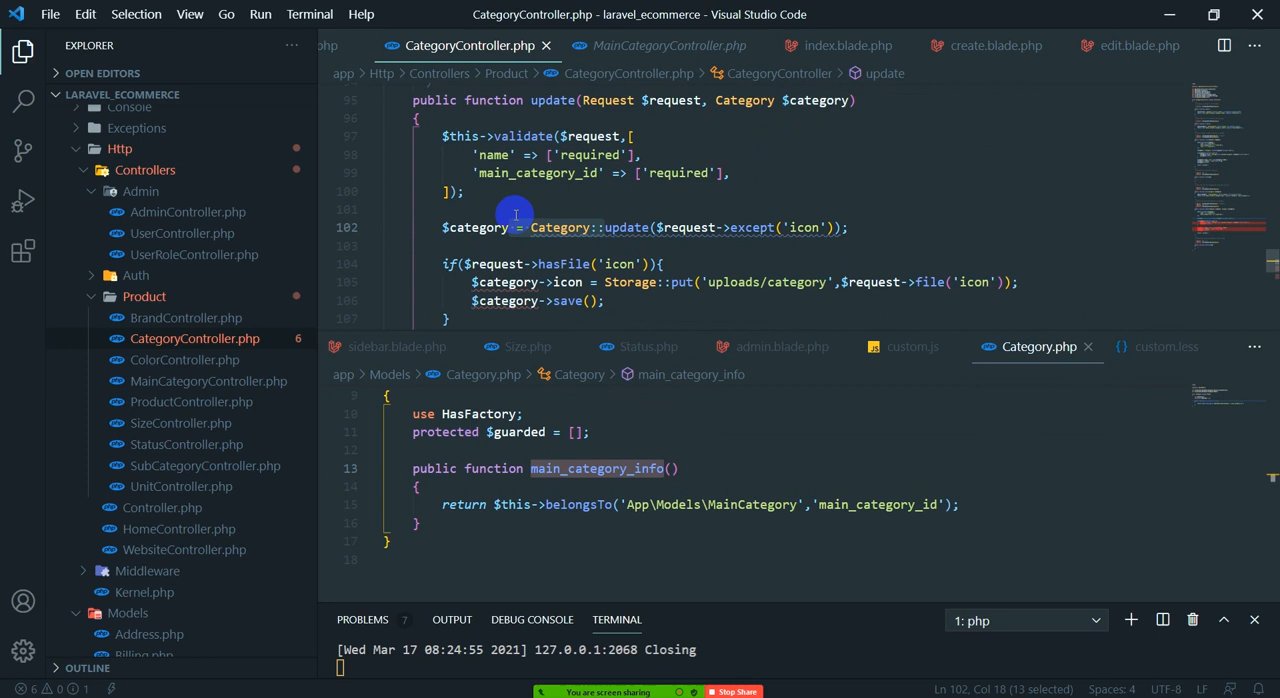 File Edit Selection View Go Run Terminal Help CategoryController.php - laravel_ecommerce - Visual Studio Code
EXPLORER
OPEN EDITORS
LARAVEL_ECOMMERCE
Console
Exceptions
Http
Controllers
Admin
AdminController.php
UserController.php
UserRoleController.php
Auth
Product
BrandController.php
CategoryController.php 6
ColorController.php
MainCategoryController.php
ProductController.php
SizeController.php
StatusController.php
SubCategoryController.php
UnitController.php
Controller.php
HomeController.php
WebsiteController.php
Middleware
Kernel.php
Models
Address.php
Billing.php
OUTLINE
php CategoryController.php MainCategoryController.php index.blade.php create.blade.php edit.blade.php
app > Http > Controllers > Product > CategoryController.php > CategoryController > update
95 public function update(Request $request, Category $category)
96 {
97 $this->validate($request,[
98 'name' => ['required'],
99 'main_category_id' => ['required'],
100 ]);
101
102 $category = Category::update($request->except('icon'));
103
104 if($request->hasFile('icon')){
105 $category->icon = Storage::put('uploads/category',$request->file('icon'));
106 $category->save();
107 }
sidebar.blade.php Size.php Status.php admin.blade.php custom.js Category.php custom.less
app > Models > Category.php > Category > main_category_info
9 {
10 use HasFactory;
11 protected $guarded = [];
12
13 public function main_category_info()
14 {
15 return $this->belongsTo('App\Models\MainCategory','main_category_id');
16 }
17 }
18
PROBLEMS 7 OUTPUT DEBUG CONSOLE TERMINAL 1: php
[Wed Mar 17 08:24:55 2021] 127.0.0.1:2068 Closing
6 0 1 You are screen sharing Stop Share Ln 102, Col 18 (13 selected) Spaces: 4 UTF-8 LF PHP